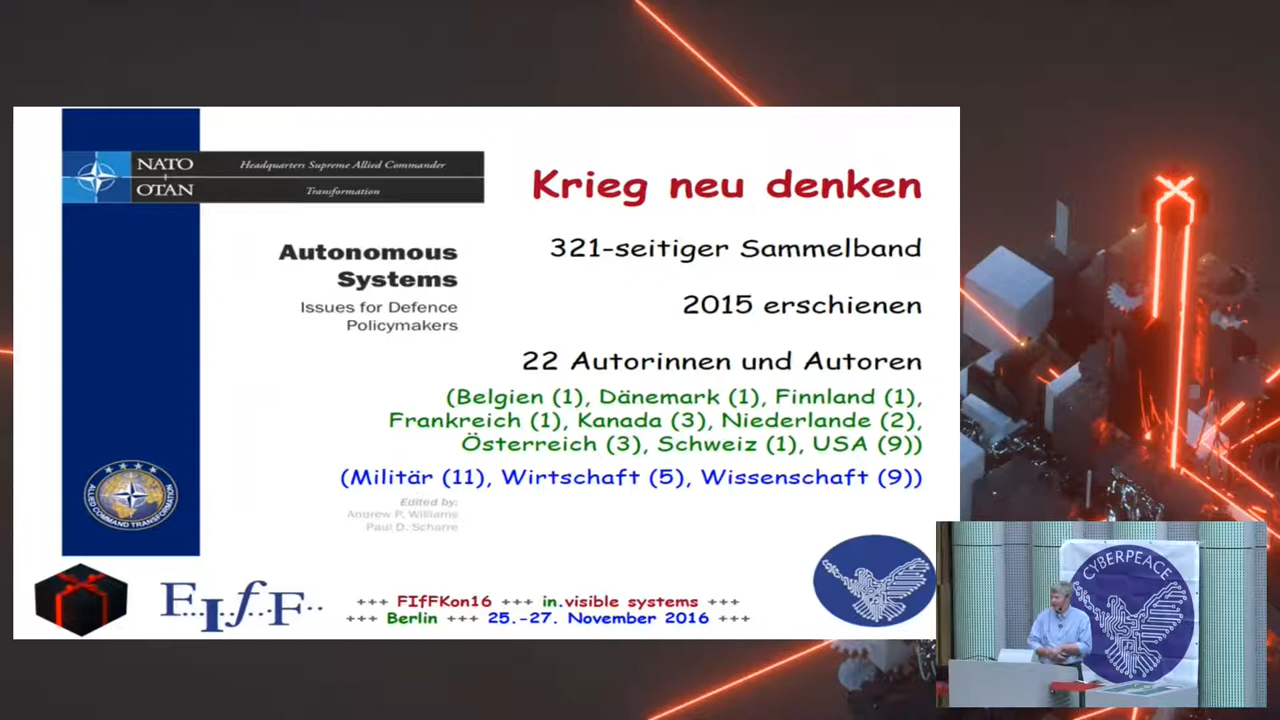 NATO
OTAN
Headquarters Supreme Allied Commander
Transformation
Autonomous
Systems
Issues for Defence
Policymakers
Krieg neu denken
321-seitiger Sammelband
2015 erschienen
22 Autorinnen und Autoren
(Belgien (1), Dänemark (1), Finnland (1),
Frankreich (1), Kanada (3), Niederlande (2),
Österreich (3), Schweiz (1), USA (9))
(Militär (11), Wirtschaft (5), Wissenschaft (9))
Edited by:
Andrew P. Williams
Paul D. Scharre
ALLIED COMMAND TRANSFORMATION
F..I..f..F..
+++ FIfFKon16 +++ in.visible systems +++
+++ Berlin +++ 25.-27. November 2016 +++
CYBERPEACE